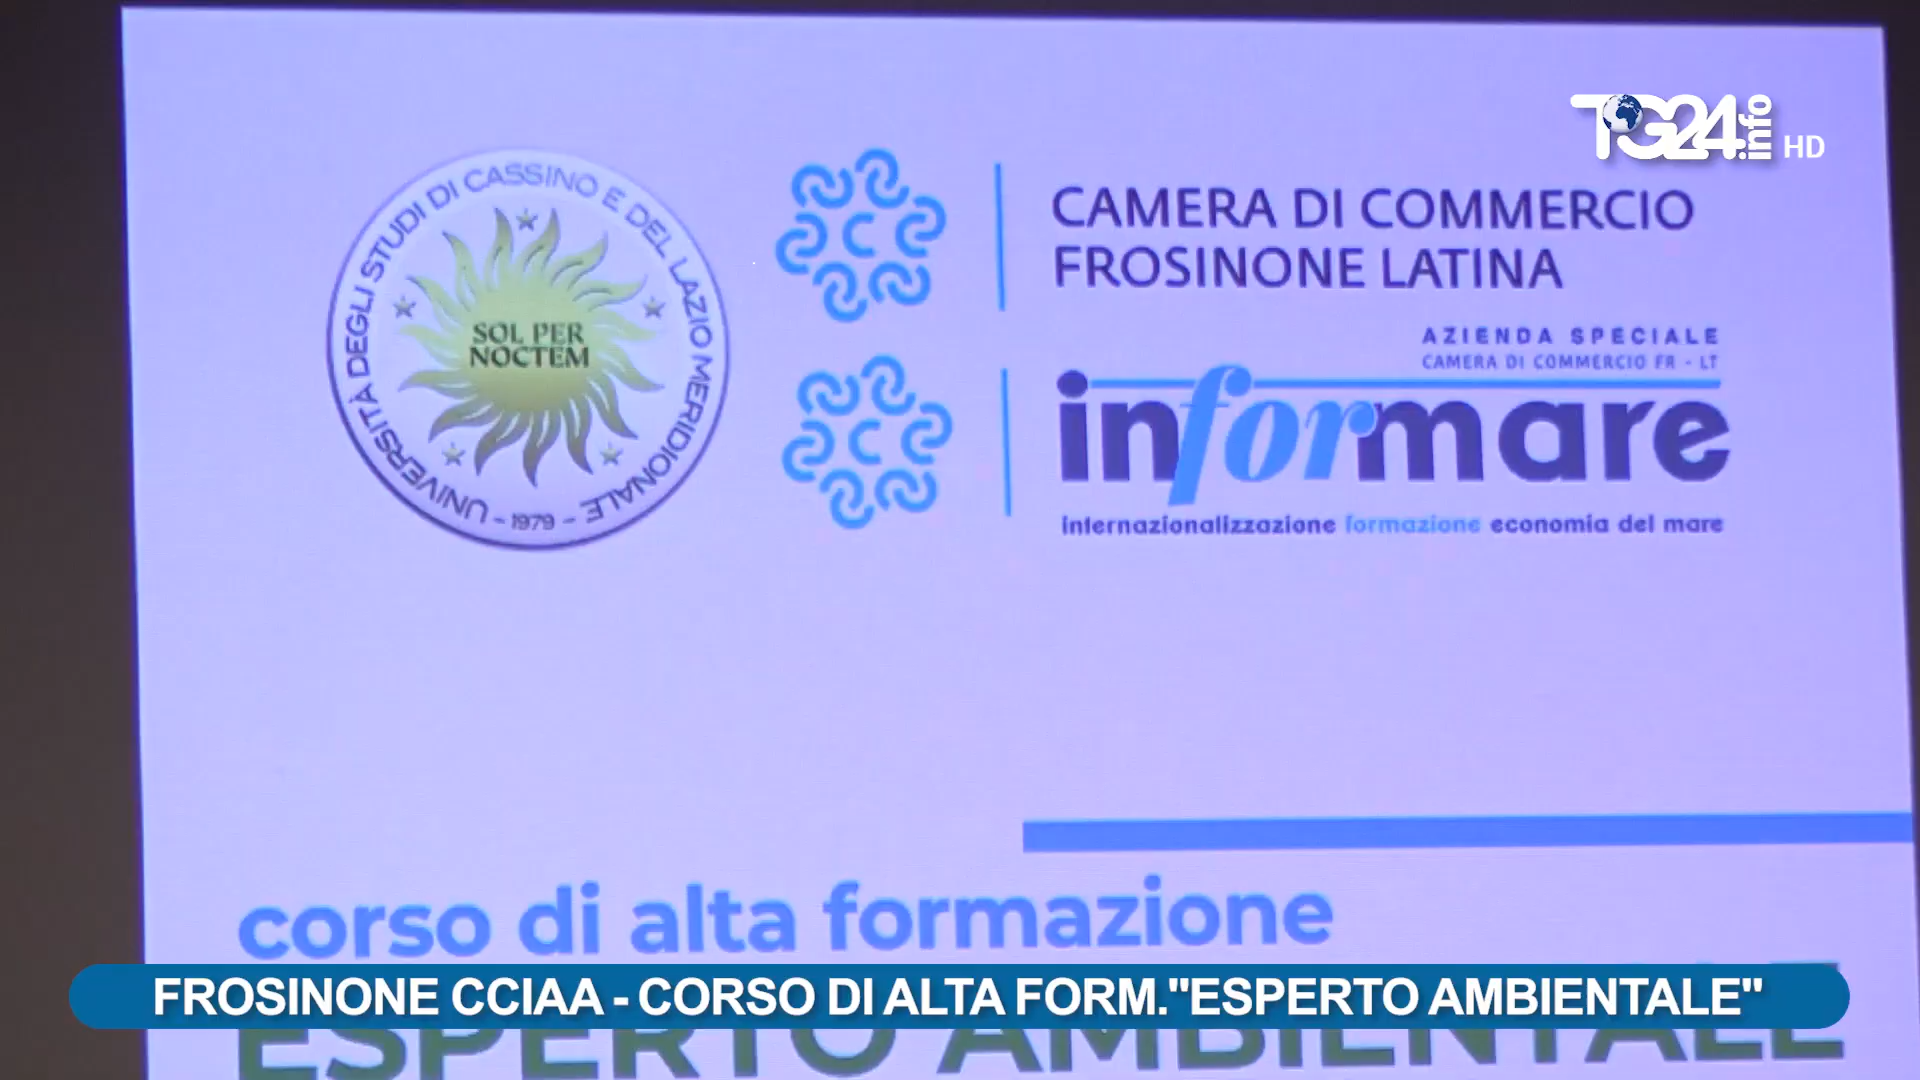 TG24.info HD
UNIVERSITÀ DEGLI STUDI DI CASSINO E DEL LAZIO MERIDIONALE
- 1979 -
SOL PER
NOCTEM
CAMERA DI COMMERCIO
FROSINONE LATINA
AZIENDA SPECIALE
CAMERA DI COMMERCIO FR - LT
informare
internazionalizzazione formazione economia del mare
corso di alta formazione
FROSINONE CCIAA - CORSO DI ALTA FORM."ESPERTO AMBIENTALE"
ESPERTO AMBIENTALE